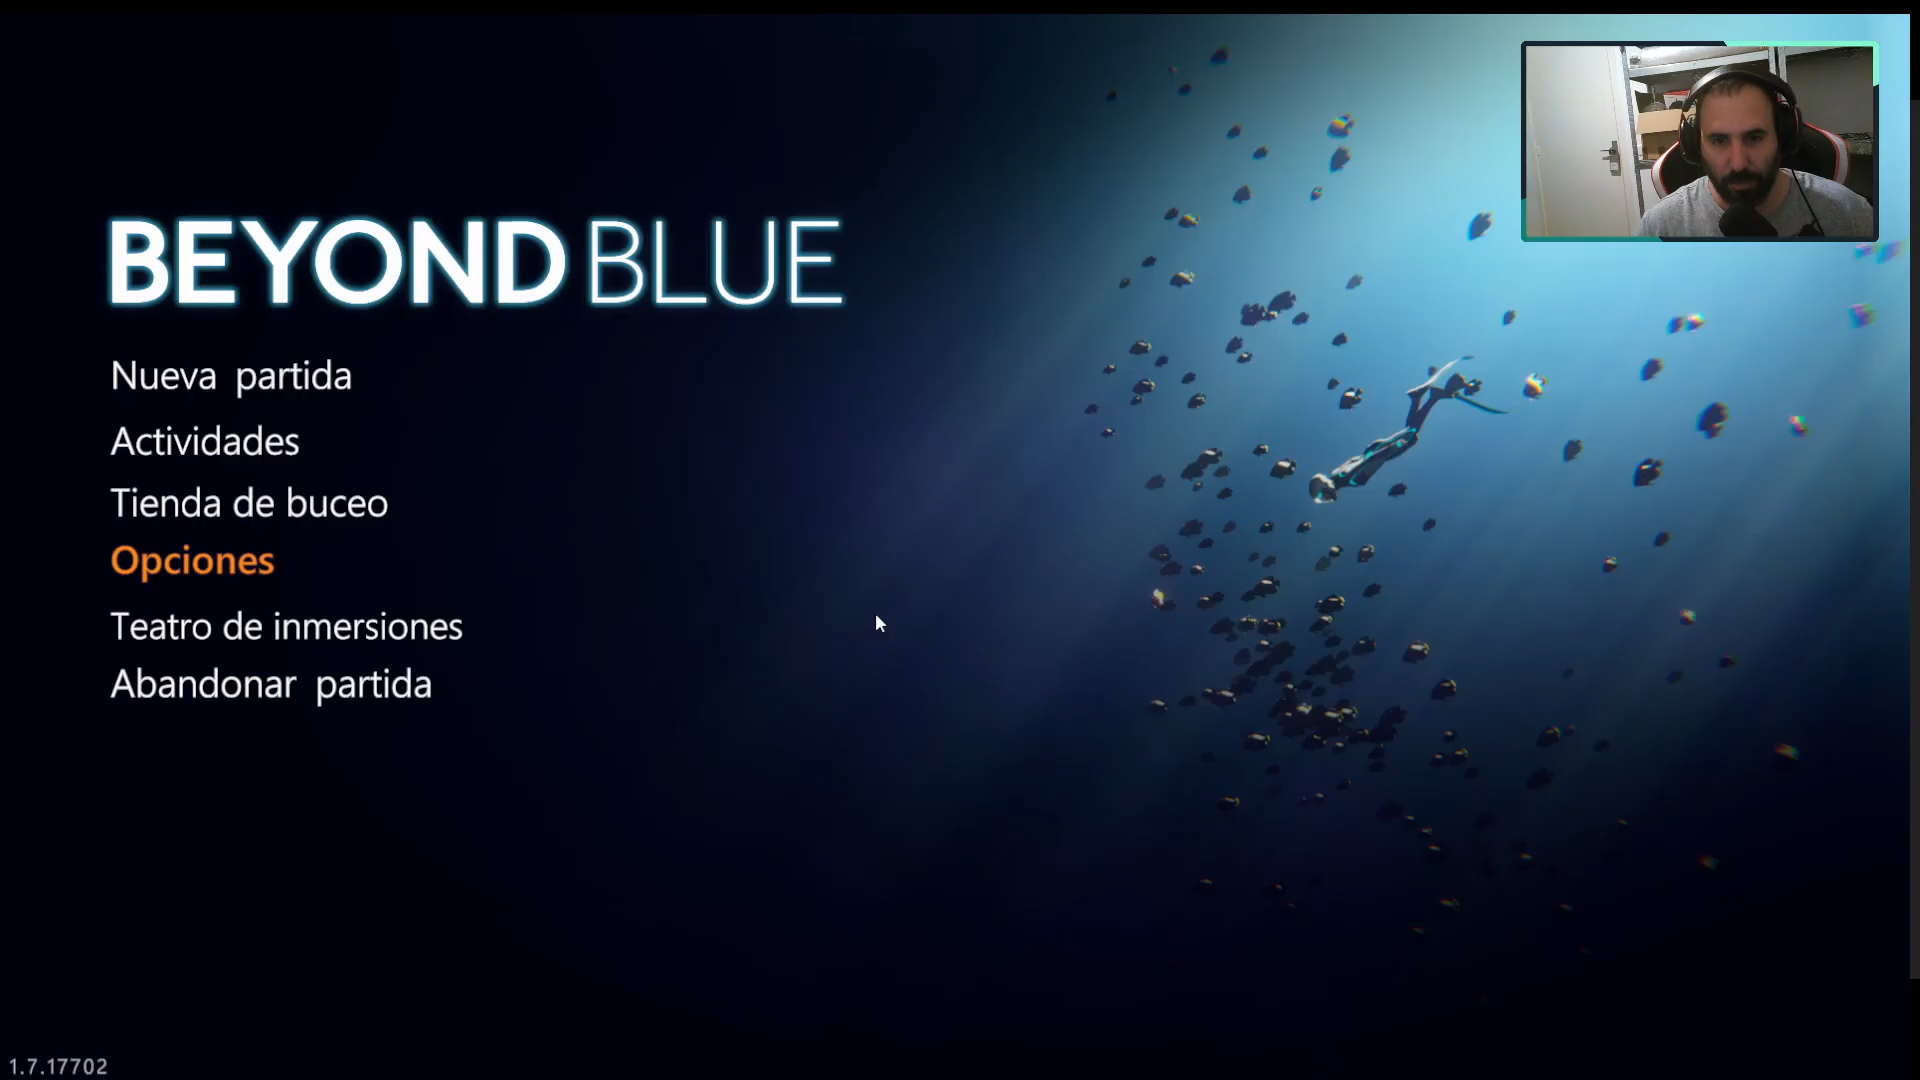 BEYOND BLUE
Nueva partida
Actividades
Tienda de buceo
Opciones
Teatro de inmersiones
Abandonar partida
1.7.17702